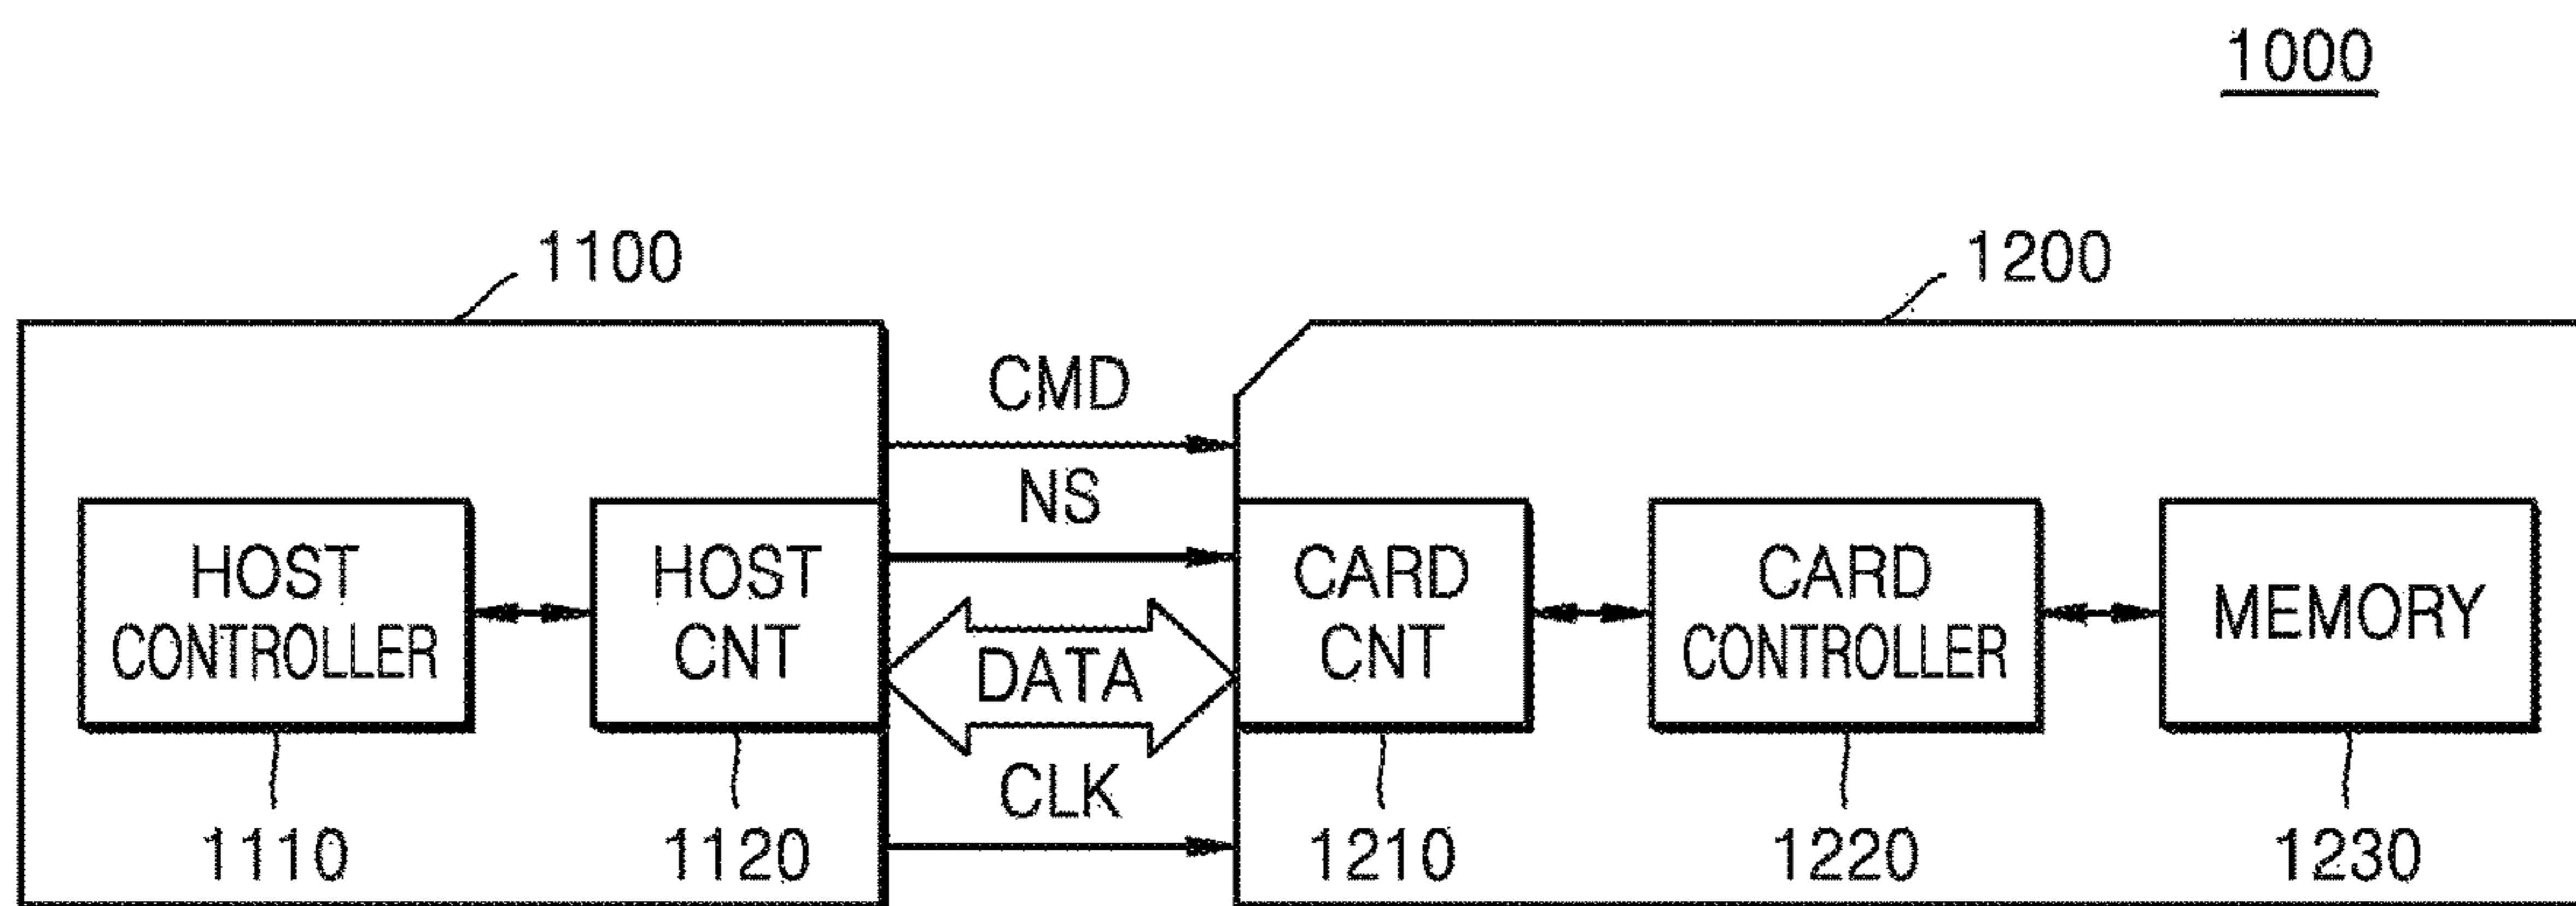 1000
1100
1200
CMD
NS
HOST
CONTROLLER
HOST
CNT
DATA
CARD
CNT
CARD
CONTROLLER
MEMORY
CLK
1110
1120
1210
1220
1230